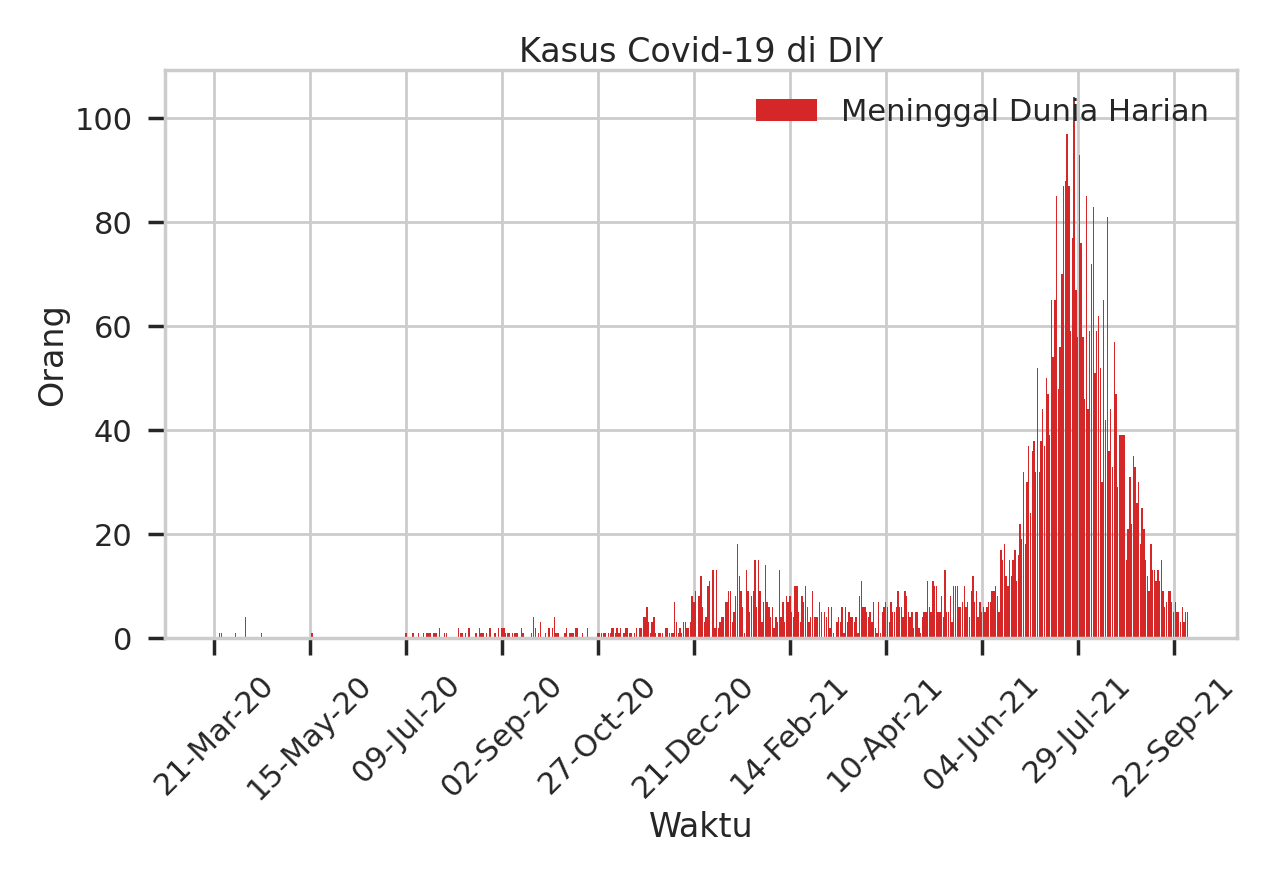 Kasus Covid-19 di DIY
Meninggal Dunia Harian
Orang
100
80
60
40
20
0
21-Mar-20
15-May-20
09-Jul-20
02-Sep-20
27-Oct-20
21-Dec-20
14-Feb-21
10-Apr-21
04-Jun-21
29-Jul-21
22-Sep-21
Waktu